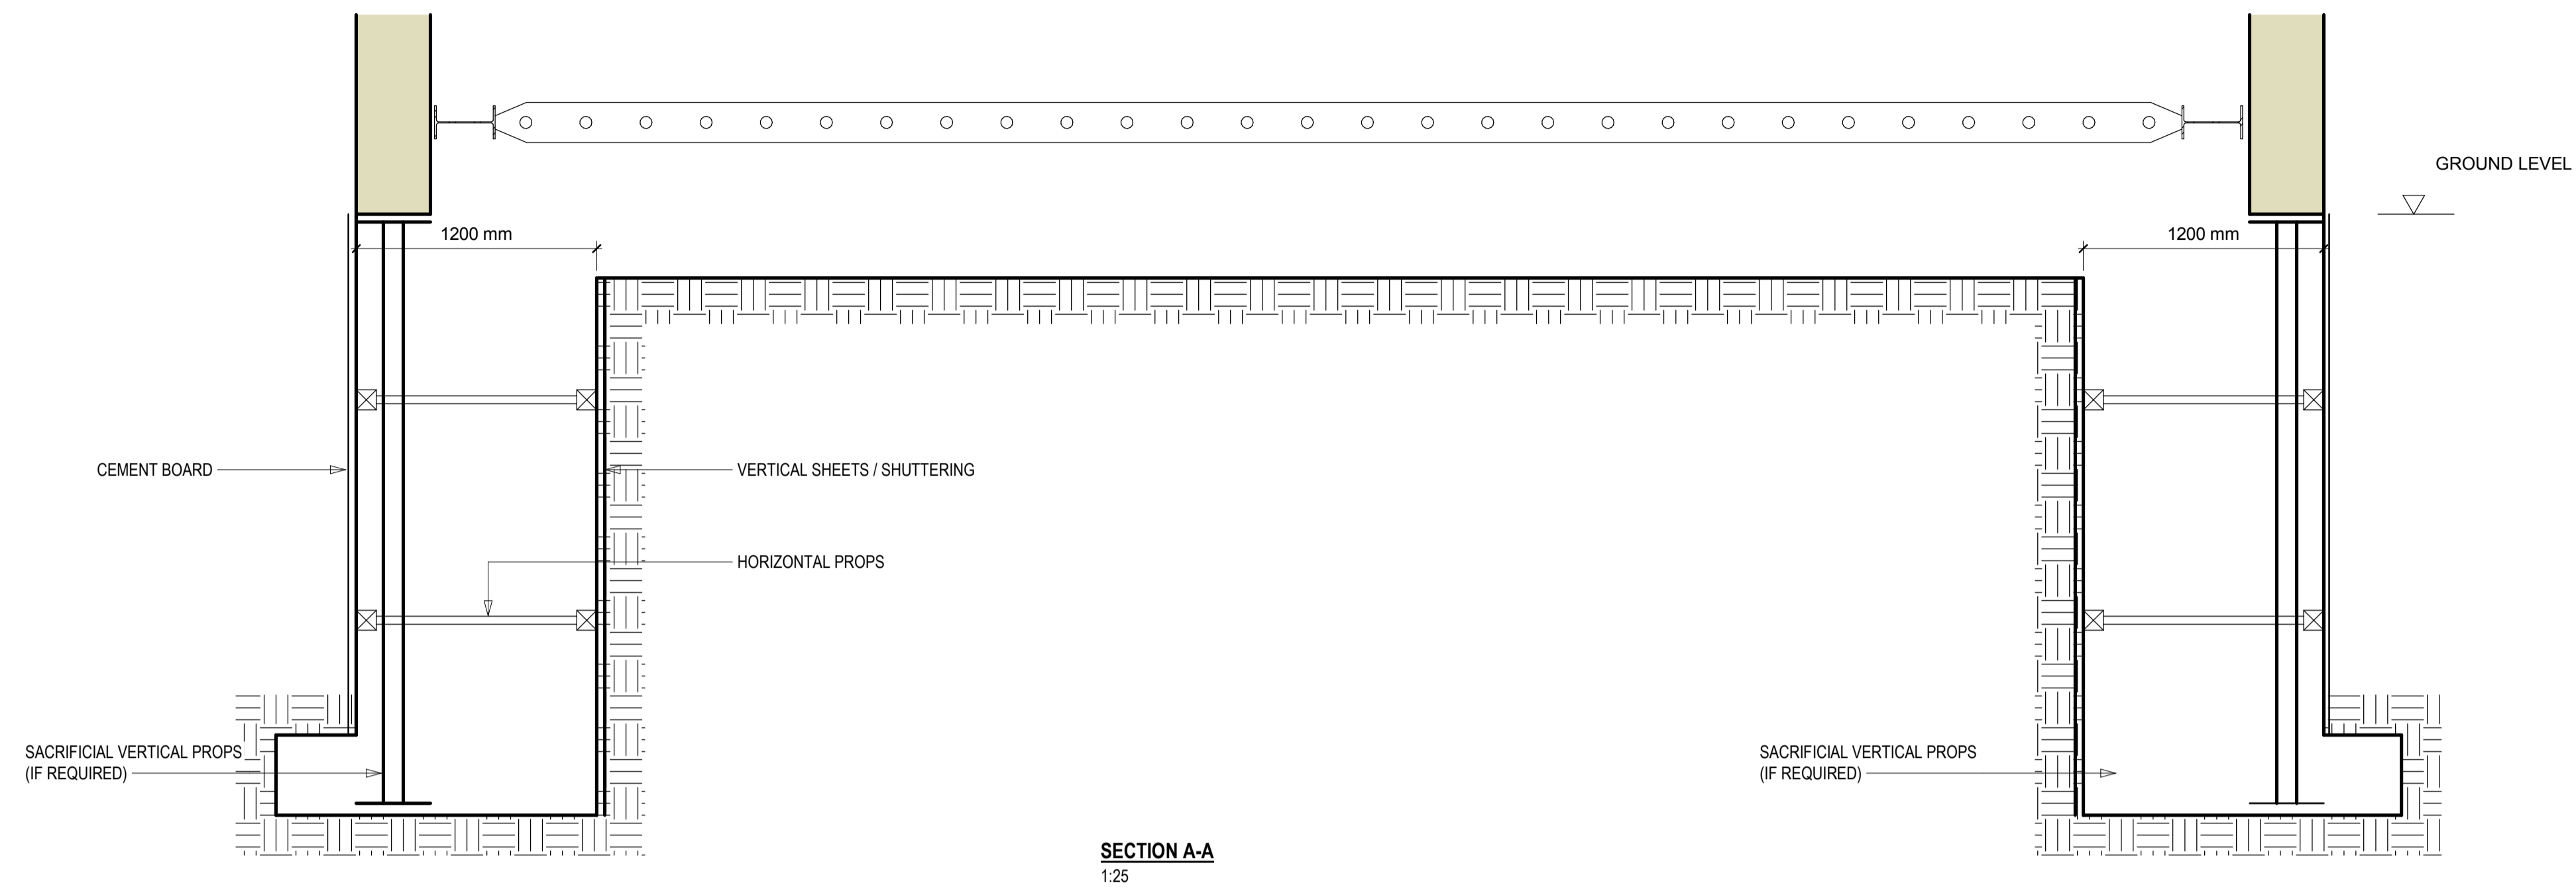 GROUND LEVEL
1200 mm
1200 mm
CEMENT BOARD
VERTICAL SHEETS / SHUTTERING
HORIZONTAL PROPS
SACRIFICIAL VERTICAL PROPS
(IF REQUIRED)
SACRIFICIAL VERTICAL PROPS
(IF REQUIRED)
SECTION A-A
1:25